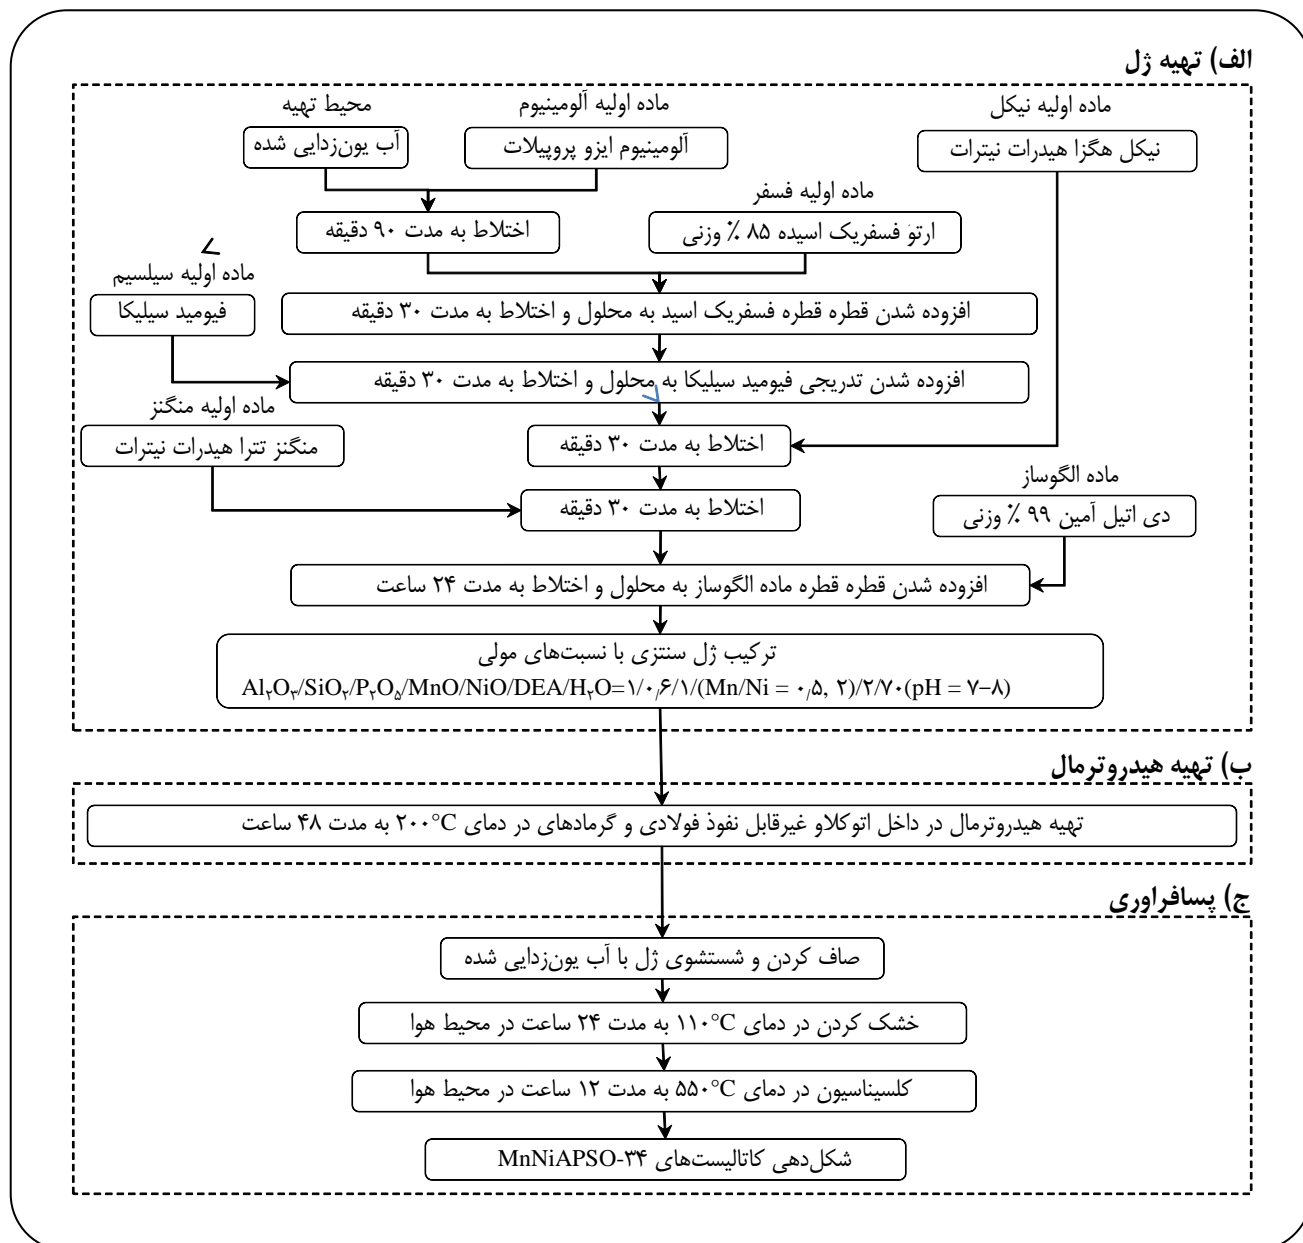 الف) تهیه ژل
ماده اولیه نیکل
ماده اولیه آلومینیوم
محیط تهیه
نیکل هگزا هیدرات نیترات
آلومینیوم ایزو پروپیلات
آب یون‌زدایی شده
ماده اولیه فسفر
ارتو فسفریک اسیده ۸۵ ٪ وزنی
اختلاط به مدت ۹۰ دقیقه
ماده اولیه سیلسیم
فیومید سیلیکا
افزوده شدن قطره قطره فسفریک اسید به محلول و اختلاط به مدت ۳۰ دقیقه
افزوده شدن تدریجی فیومید سیلیکا به محلول و اختلاط به مدت ۳۰ دقیقه
ماده اولیه منگنز
منگنز تترا هیدرات نیترات
اختلاط به مدت ۳۰ دقیقه
ماده الگوساز
اختلاط به مدت ۳۰ دقیقه
دی اتیل آمین ۹۹ ٪ وزنی
افزوده شدن قطره قطره ماده الگوساز به محلول و اختلاط به مدت ۲۴ ساعت
ترکیب ژل سنتزی با نسبت‌های مولی
Al₂O₃/SiO₂/P₂O₅/MnO/NiO/DEA/H₂O=۱/۰٫۶/۱/(Mn/Ni = ۰٫۵, ۲)/۲/۷۰(pH = ۷–۸)
ب) تهیه هیدروترمال
تهیه هیدروترمال در داخل اتوکلاو غیرقابل نفوذ فولادی و گرمادهای در دمای ۲۰۰°C به مدت ۴۸ ساعت
ج) پسافراوری
صاف کردن و شستشوی ژل با آب یون‌زدایی شده
خشک کردن در دمای ۱۱۰°C به مدت ۲۴ ساعت در محیط هوا
کلسیناسیون در دمای ۵۵۰°C به مدت ۱۲ ساعت در محیط هوا
شکل‌دهی کاتالیست‌های MnNiAPSO-۳۴